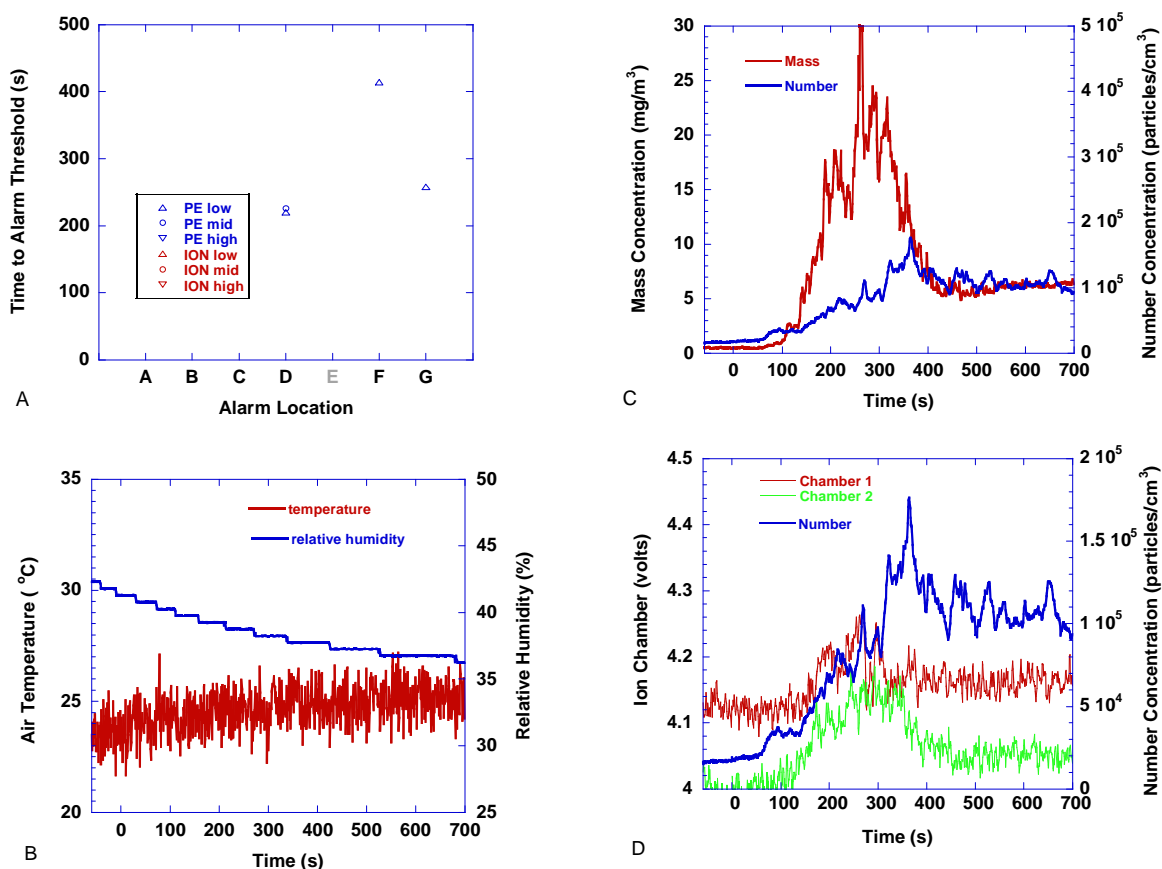 500
400
300
200
100
0
Time to Alarm Threshold (s)
PE low
PE mid
PE high
ION low
ION mid
ION high
A B C D E F G
Alarm Location
A
30
25
20
15
10
5
0
Mass Concentration (mg/m³)
Mass
Number
5 10⁵
4 10⁵
3 10⁵
2 10⁵
1 10⁵
0
Number Concentration (particles/cm³)
0 100 200 300 400 500 600 700
Time (s)
C
35
30
25
20
Air Temperature ( °C)
temperature
relative humidity
50
45
40
35
30
25
Relative Humidity (%)
0 100 200 300 400 500 600 700
Time (s)
B
4.5
4.4
4.3
4.2
4.1
4
Ion Chamber (volts)
Chamber 1
Chamber 2
Number
2 10⁵
1.5 10⁵
1 10⁵
5 10⁴
0
Number Concentration (particles/cm³)
0 100 200 300 400 500 600 700
Time (s)
D